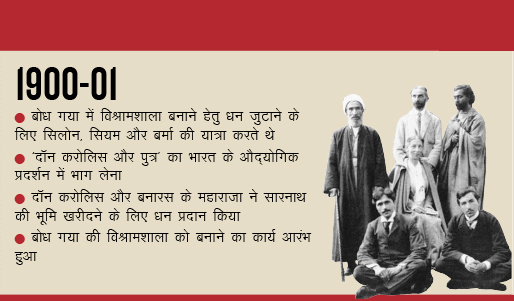 1900-01
● बोध गया में विश्रामशाला बनाने हेतु धन जुटाने के
लिए सिलोन, सियम और बर्मा की यात्रा करते थे
● 'दॉन करोलिस और पुत्र' का भारत के औद्योगिक
प्रदर्शन में भाग लेना
● दॉन करोलिस और बनारस के महाराजा ने सारनाथ
की भूमि खरीदने के लिए धन प्रदान किया
● बोध गया की विश्रामशाला को बनाने का कार्य आरंभ
हुआ